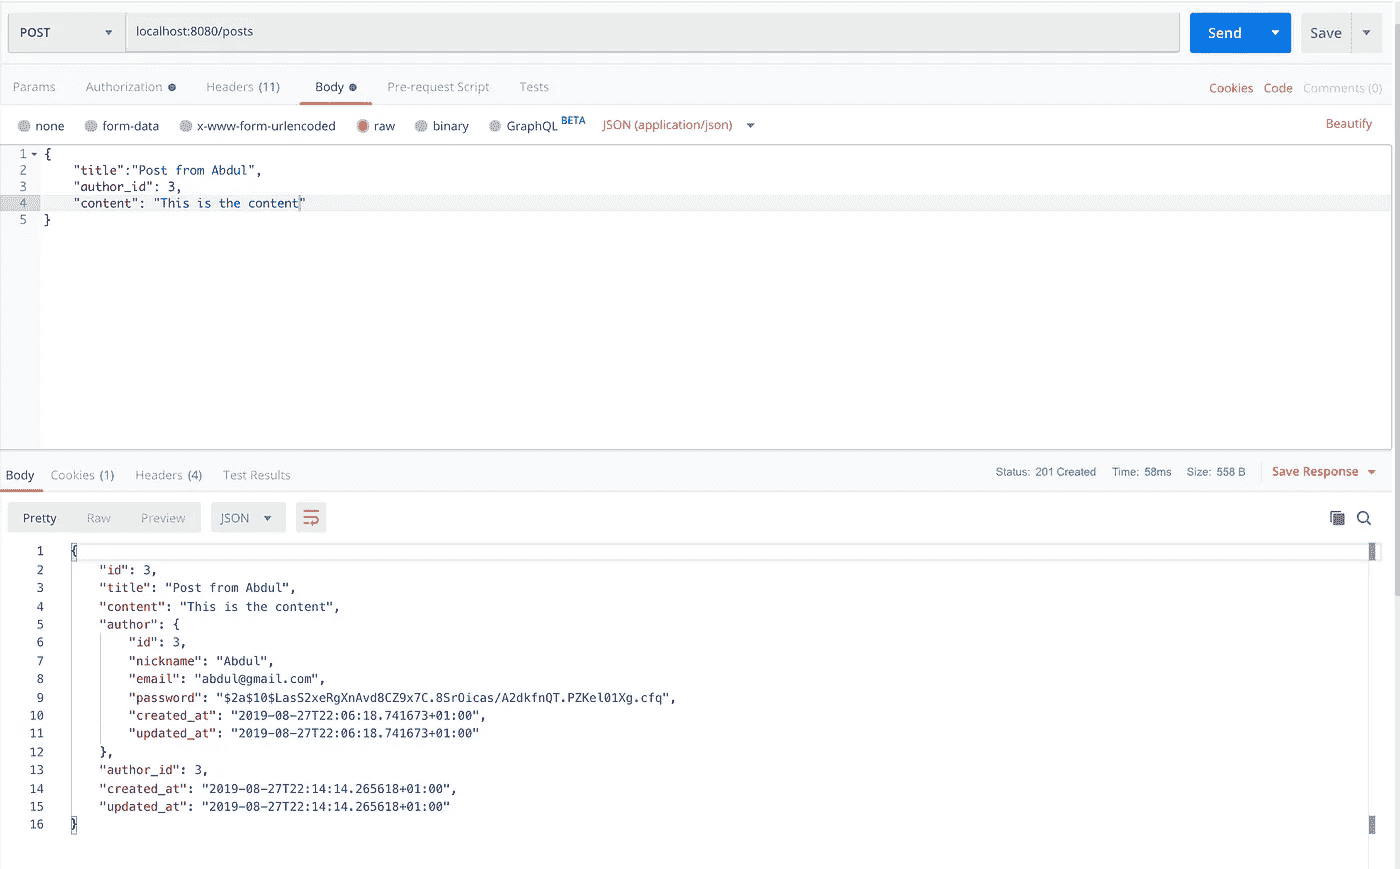 POST localhost:8080/posts Send Save
Params Authorization Headers (11) Body Pre-request Script Tests Cookies Code Comments (0)
none form-data x-www-form-urlencoded raw binary GraphQL BETA JSON (application/json) Beautify
1 {
2 "title":"Post from Abdul",
3 "author_id": 3,
4 "content": "This is the content"
5 }
Body Cookies (1) Headers (4) Test Results Status: 201 Created Time: 58ms Size: 558 B Save Response
Pretty Raw Preview JSON
1 {
2 "id": 3,
3 "title": "Post from Abdul",
4 "content": "This is the content",
5 "author": {
6 "id": 3,
7 "nickname": "Abdul",
8 "email": "abdul@gmail.com",
9 "password": "$2a$10$LasS2xeRgXnAvd8CZ9x7C.8SrOicas/A2dkfnQT.PZKel01Xg.cfq",
10 "created_at": "2019-08-27T22:06:18.741673+01:00",
11 "updated_at": "2019-08-27T22:06:18.741673+01:00"
12 },
13 "author_id": 3,
14 "created_at": "2019-08-27T22:14:14.265618+01:00",
15 "updated_at": "2019-08-27T22:14:14.265618+01:00"
16 }